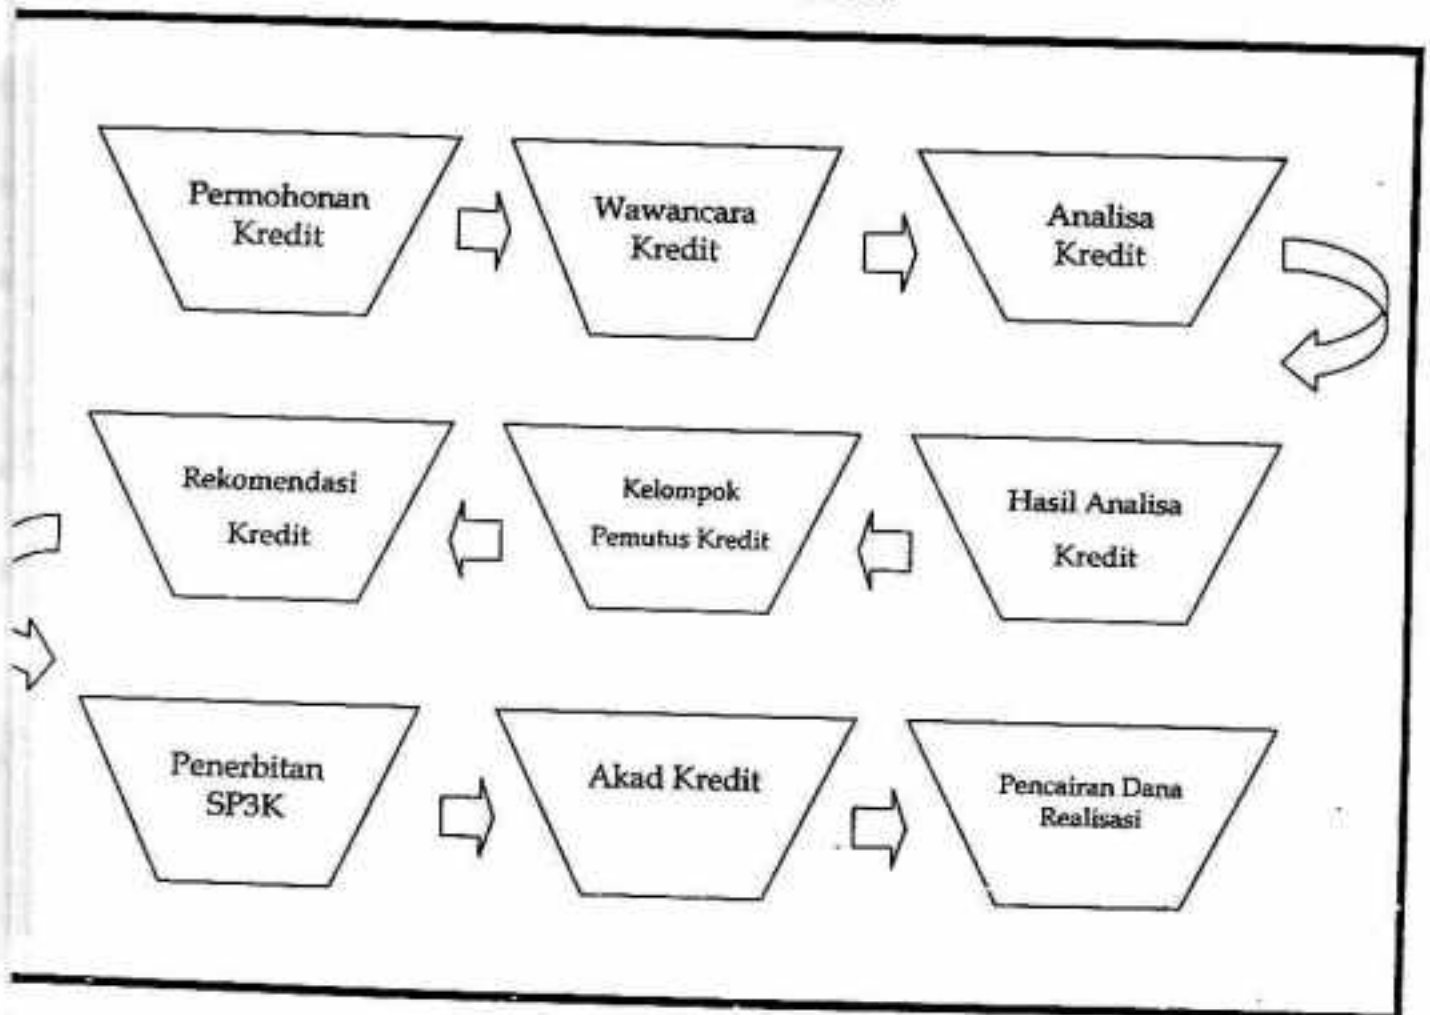 Permohonan
Kredit
Wawancara
Kredit
Analisa
Kredit
Hasil Analisa
Kredit
Kelompok
Pemutus Kredit
Rekomendasi
Kredit
Penerbitan
SP3K
Akad Kredit
Pencairan Dana
Realisasi